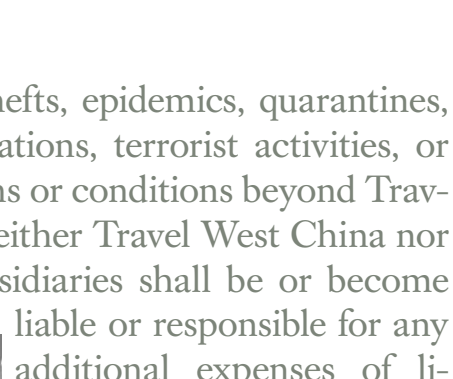 hefts, epidemics, quarantines,
ations, terrorist activities, or
ns or conditions beyond Trav-
either Travel West China nor
sidiaries shall be or become
liable or responsible for any
additional expenses of li-